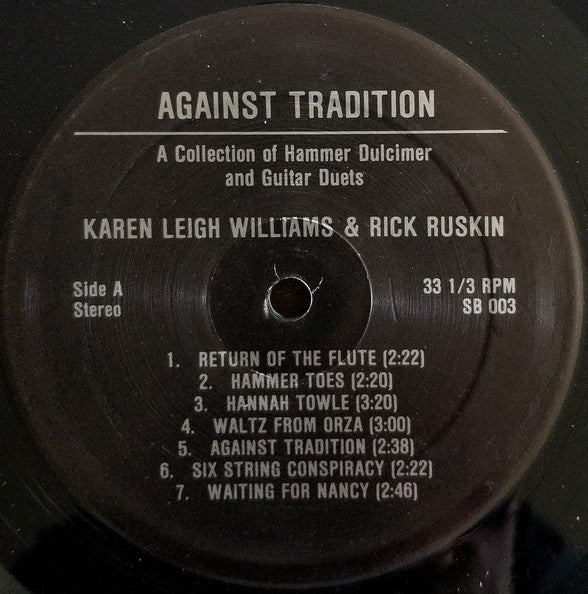 AGAINST TRADITION
A Collection of Hammer Dulcimer
and Guitar Duets
KAREN LEIGH WILLIAMS & RICK RUSKIN
Side A
Stereo
33 1/3 RPM
SB 003
1. RETURN OF THE FLUTE (2:22)
2. HAMMER TOES (2:20)
3. HANNAH TOWLE (3:20)
4. WALTZ FROM ORZA (3:00)
5. AGAINST TRADITION (2:38)
6. SIX STRING CONSPIRACY (2:22)
7. WAITING FOR NANCY (2:46)